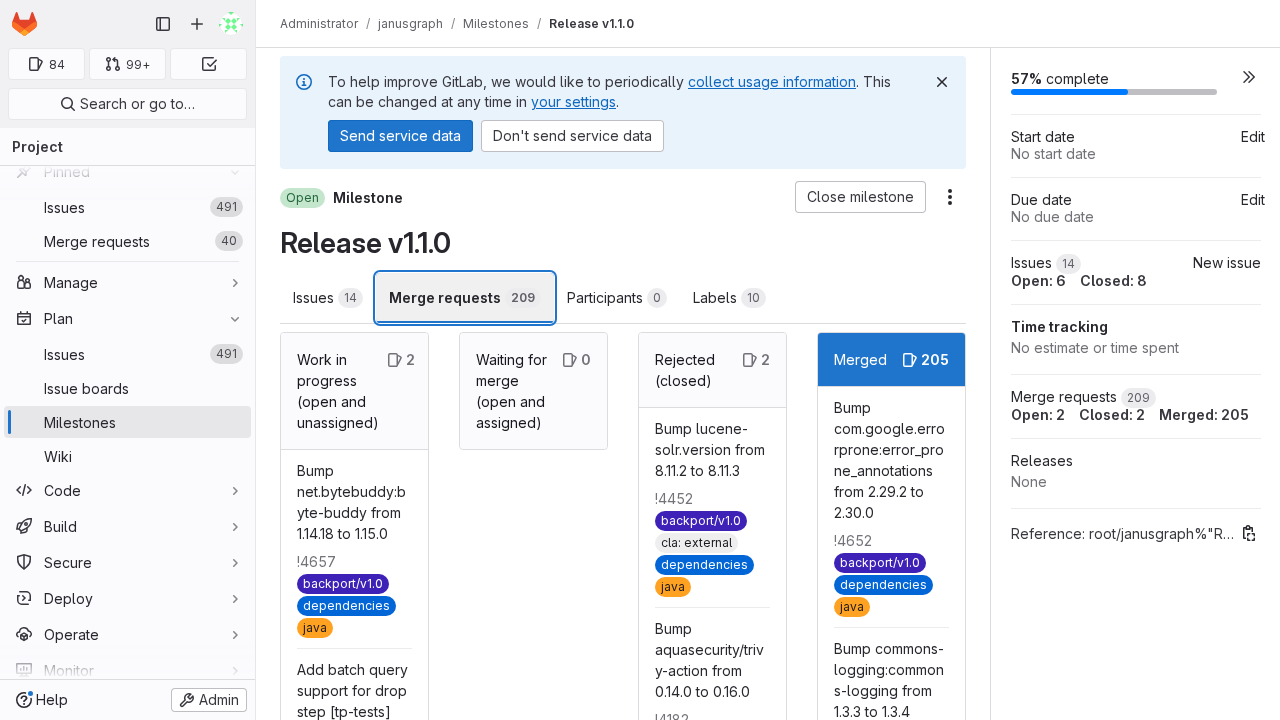 Administrator / janusgraph / Milestones / Release v1.1.0
84
99+
Search or go to…
Project
Pinned
Issues 491
Merge requests 40
Manage
Plan
Issues 491
Issue boards
Milestones
Wiki
Code
Build
Secure
Deploy
Operate
Monitor
Help
Admin
To help improve GitLab, we would like to periodically collect usage information. This
can be changed at any time in your settings.
Send service data
Don't send service data
Open Milestone
Close milestone
Release v1.1.0
Issues 14
Merge requests 209
Participants 0
Labels 10
Work in
progress
(open and
unassigned)
2
Bump
net.bytebuddy:b
yte-buddy from
1.14.18 to 1.15.0
!4657
backport/v1.0
dependencies
java
Add batch query
support for drop
step [tp-tests]
Waiting for
merge
(open and
assigned)
0
Rejected
(closed)
2
Bump lucene-
solr.version from
8.11.2 to 8.11.3
!4452
backport/v1.0
cla: external
dependencies
java
Bump
aquasecurity/triv
y-action from
0.14.0 to 0.16.0
!4182
Merged
205
Bump
com.google.erro
rprone:error_pro
ne_annotations
from 2.29.2 to
2.30.0
!4652
backport/v1.0
dependencies
java
Bump commons-
logging:common
s-logging from
1.3.3 to 1.3.4
57% complete
Start date Edit
No start date
Due date Edit
No due date
Issues 14 New issue
Open: 6 Closed: 8
Time tracking
No estimate or time spent
Merge requests 209
Open: 2 Closed: 2 Merged: 205
Releases
None
Reference: root/janusgraph%"R…